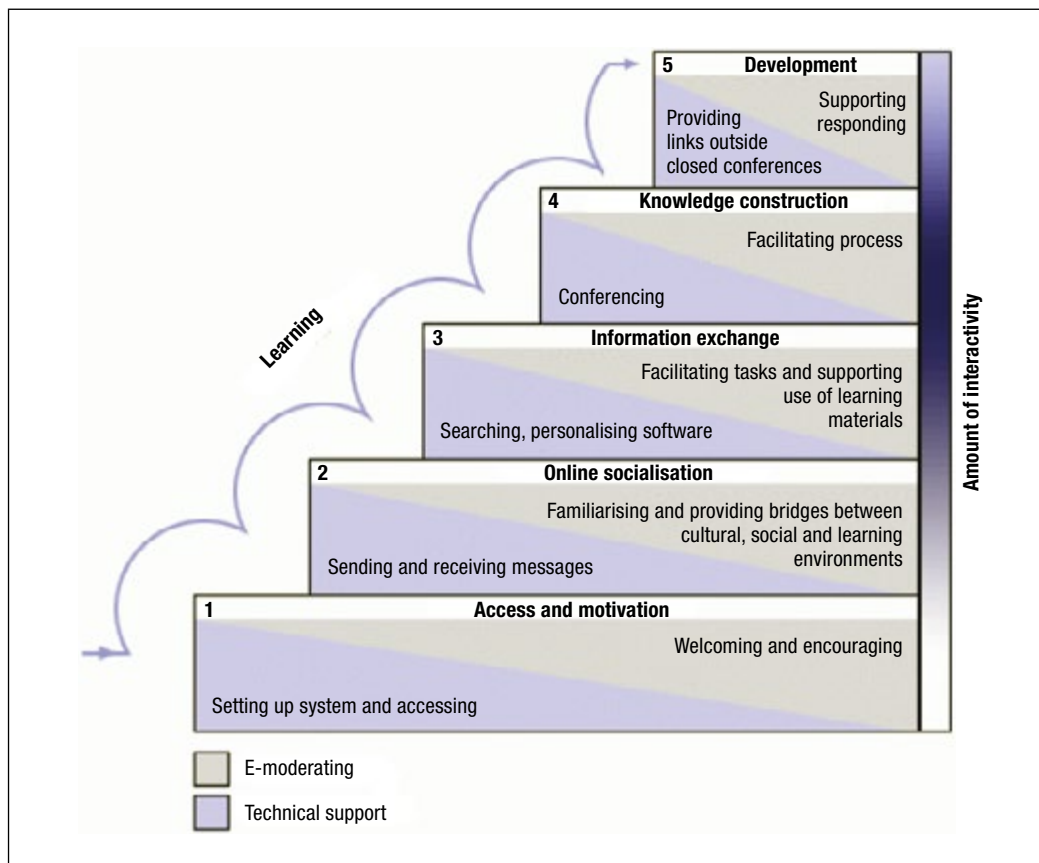 5 Development
Supporting
responding
Providing
links outside
closed conferences
4 Knowledge construction
Facilitating process
Conferencing
3 Information exchange
Facilitating tasks and supporting
use of learning
materials
Searching, personalising software
2 Online socialisation
Familiarising and providing bridges between
cultural, social and learning
environments
Sending and receiving messages
1 Access and motivation
Welcoming and encouraging
Setting up system and accessing
Learning
Amount of interactivity
E-moderating
Technical support